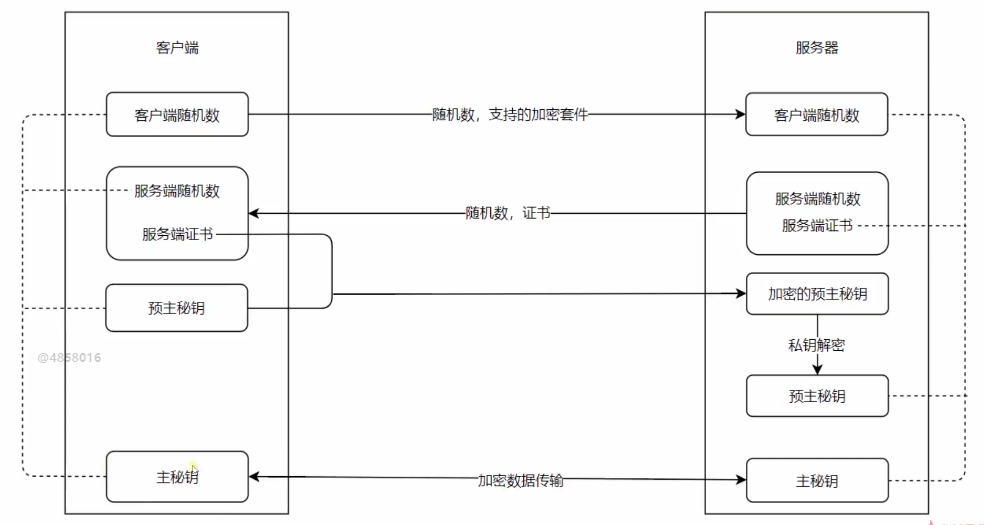 客户端
服务器
客户端随机数
随机数，支持的加密套件
客户端随机数
服务端随机数
服务端证书
随机数，证书
服务端随机数
服务端证书
预主秘钥
加密的预主秘钥
私钥解密
@4858016
预主秘钥
主秘钥
加密数据传输
主秘钥